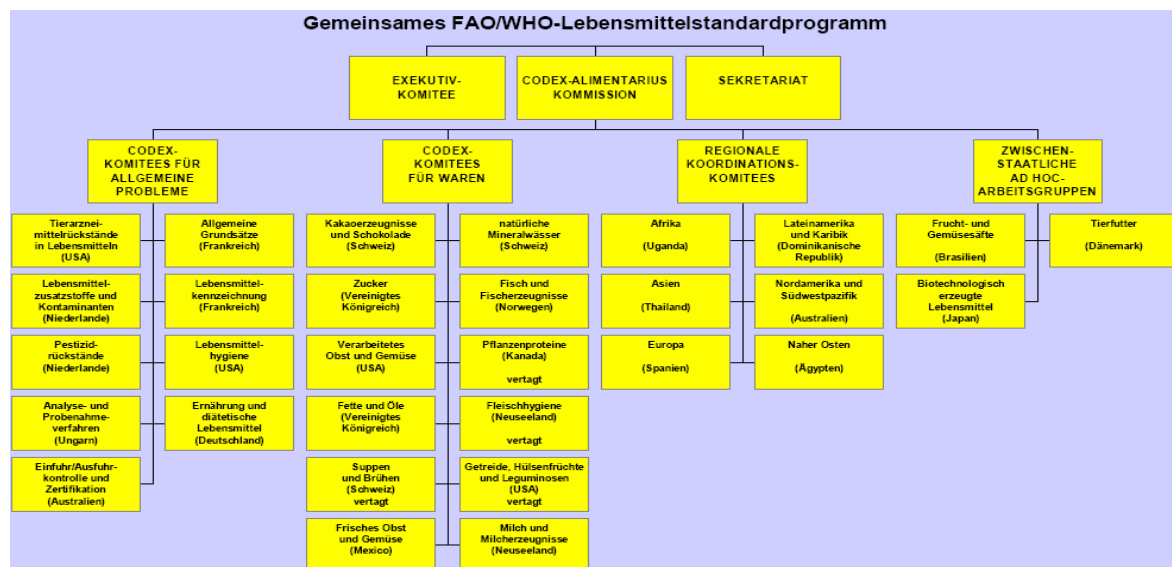 Gemeinsames FAO/WHO-Lebensmittelstandardprogramm
EXEKUTIV-
KOMITEE
CODEX-ALIMENTARIUS
KOMMISSION
SEKRETARIAT
CODEX-
KOMITEES FÜR
ALLGEMEINE
PROBLEME
CODEX-
KOMITEES
FÜR WAREN
REGIONALE
KOORDINATIONS-
KOMITEES
ZWISCHEN-
STAATLICHE
AD HOC-
ARBEITSGRUPPEN
Tierarznei-
mittelrückstände
in Lebensmitteln
(USA)
Allgemeine
Grundsätze
(Frankreich)
Lebensmittel-
zusatzstoffe und
Kontaminanten
(Niederlande)
Lebensmittel-
kennzeichnung
(Frankreich)
Pestizid-
rückstände
(Niederlande)
Lebensmittel-
hygiene
(USA)
Analyse- und
Probenahme-
verfahren
(Ungarn)
Ernährung und
diätetische
Lebensmittel
(Deutschland)
Einfuhr/Ausfuhr-
kontrolle und
Zertifikation
(Australien)
Kakaoerzeugnisse
und Schokolade
(Schweiz)
natürliche
Mineralwässer
(Schweiz)
Zucker
(Vereinigtes
Königreich)
Fisch und
Fischerzeugnisse
(Norwegen)
Verarbeitetes
Obst und Gemüse
(USA)
Pflanzenproteine
(Kanada)
vertagt
Fette und Öle
(Vereinigtes
Königreich)
Fleischhygiene
(Neuseeland)
vertagt
Suppen
und Brühen
(Schweiz)
vertagt
Getreide, Hülsenfrüchte
und Leguminosen
(USA)
vertagt
Frisches Obst
und Gemüse
(Mexico)
Milch und
Milcherzeugnisse
(Neuseeland)
Afrika
(Uganda)
Lateinamerika
und Karibik
(Dominikanische
Republik)
Asien
(Thailand)
Nordamerika und
Südwestpazifik
(Australien)
Europa
(Spanien)
Naher Osten
(Ägypten)
Frucht- und
Gemüsesäfte
(Brasilien)
Tierfutter
(Dänemark)
Biotechnologisch
erzeugte
Lebensmittel
(Japan)